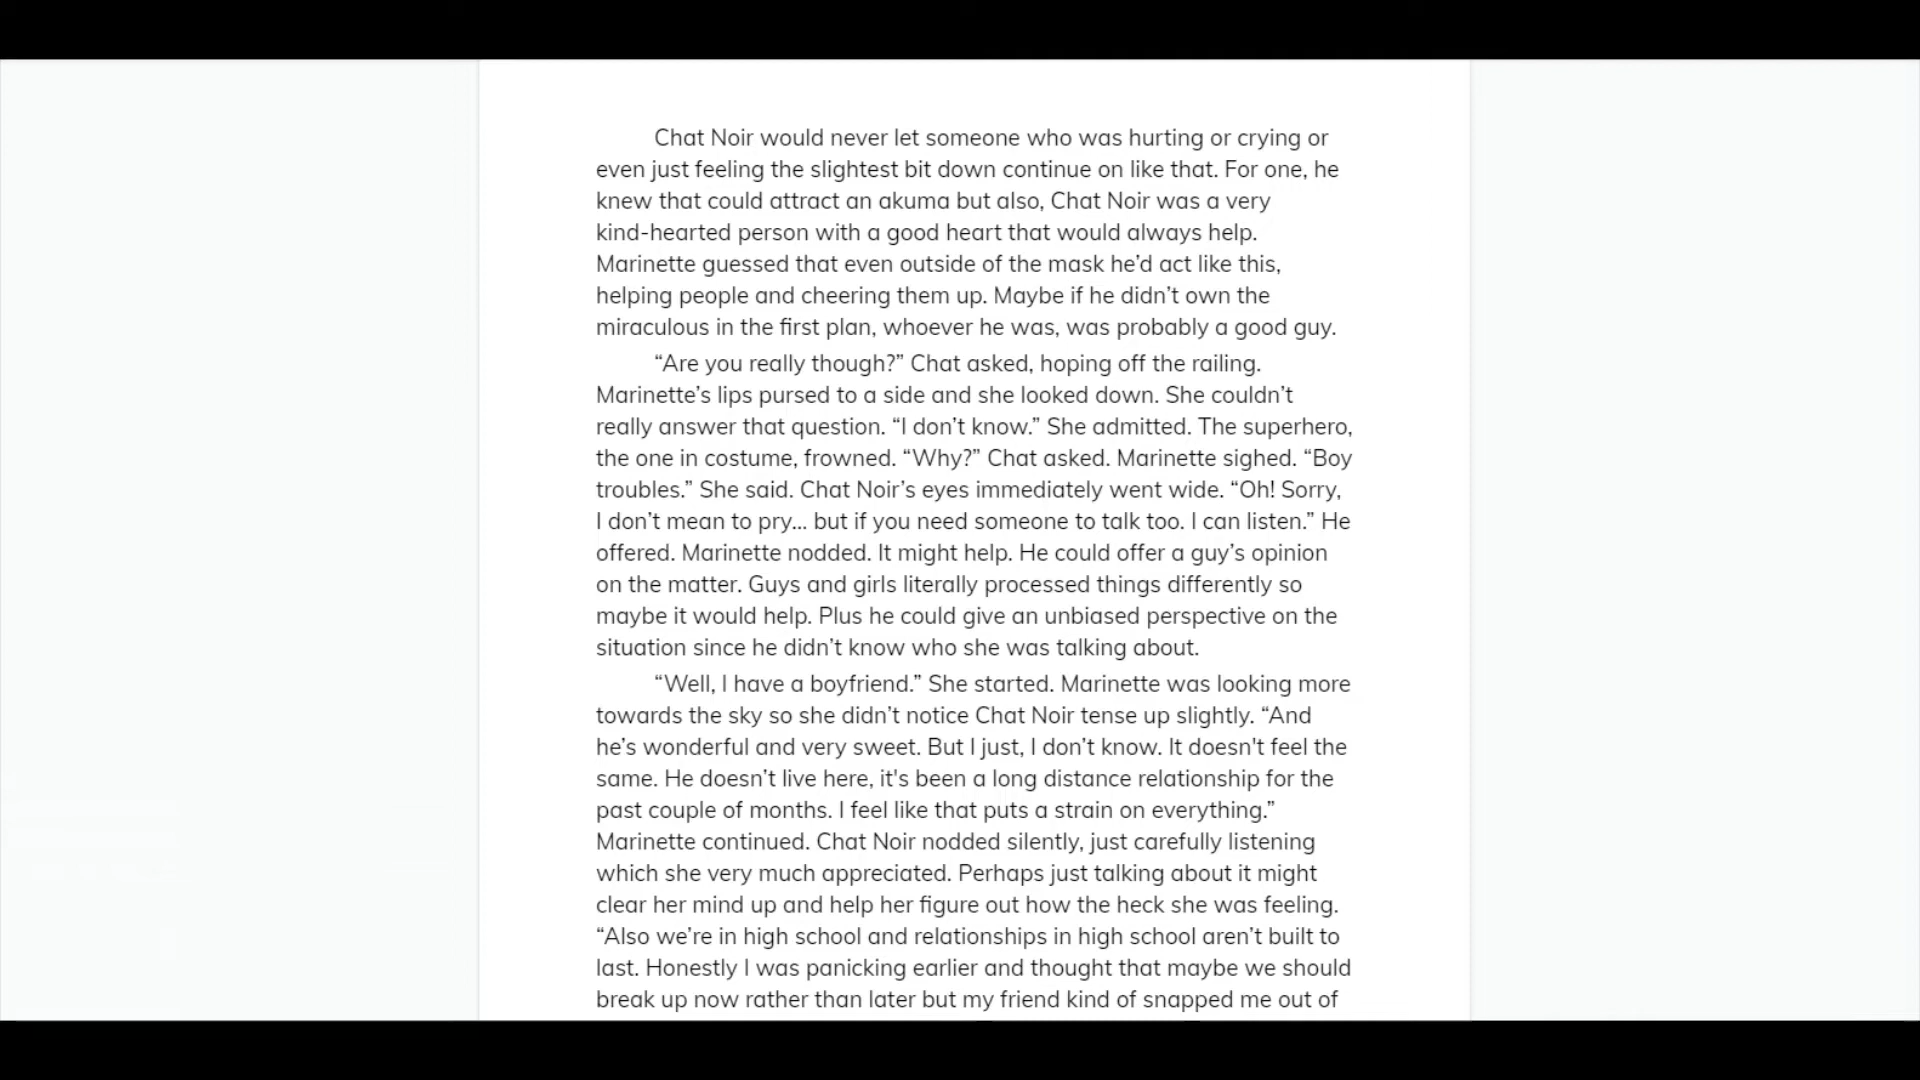 Chat Noir would never let someone who was hurting or crying or
even just feeling the slightest bit down continue on like that. For one, he
knew that could attract an akuma but also, Chat Noir was a very
kind-hearted person with a good heart that would always help.
Marinette guessed that even outside of the mask he’d act like this,
helping people and cheering them up. Maybe if he didn’t own the
miraculous in the first plan, whoever he was, was probably a good guy.
“Are you really though?” Chat asked, hoping off the railing.
Marinette’s lips pursed to a side and she looked down. She couldn’t
really answer that question. “I don’t know.” She admitted. The superhero,
the one in costume, frowned. “Why?” Chat asked. Marinette sighed. “Boy
troubles.” She said. Chat Noir’s eyes immediately went wide. “Oh! Sorry,
I don’t mean to pry... but if you need someone to talk too. I can listen.” He
offered. Marinette nodded. It might help. He could offer a guy’s opinion
on the matter. Guys and girls literally processed things differently so
maybe it would help. Plus he could give an unbiased perspective on the
situation since he didn’t know who she was talking about.
“Well, I have a boyfriend.” She started. Marinette was looking more
towards the sky so she didn’t notice Chat Noir tense up slightly. “And
he’s wonderful and very sweet. But I just, I don’t know. It doesn't feel the
same. He doesn’t live here, it's been a long distance relationship for the
past couple of months. I feel like that puts a strain on everything.”
Marinette continued. Chat Noir nodded silently, just carefully listening
which she very much appreciated. Perhaps just talking about it might
clear her mind up and help her figure out how the heck she was feeling.
“Also we’re in high school and relationships in high school aren’t built to
last. Honestly I was panicking earlier and thought that maybe we should
break up now rather than later but my friend kind of snapped me out of